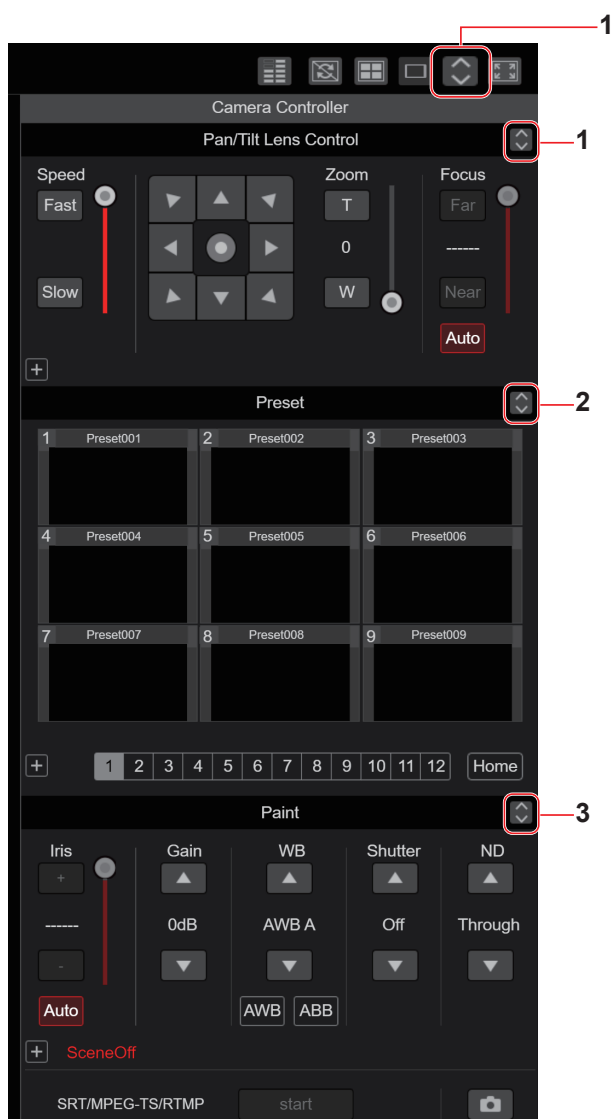 1
Camera Controller
Pan/Tilt Lens Control
1
Speed Zoom Focus
Fast T Far
0 ------
Slow W Near
Auto
+
Preset
2
1 Preset001 2 Preset002 3 Preset003
4 Preset004 5 Preset005 6 Preset006
7 Preset007 8 Preset008 9 Preset009
+ 1 2 3 4 5 6 7 8 9 10 11 12 Home
Paint
3
Iris Gain WB Shutter ND
+
------ 0dB AWB A Off Through
-
Auto AWB ABB
+ SceneOff
SRT/MPEG-TS/RTMP start